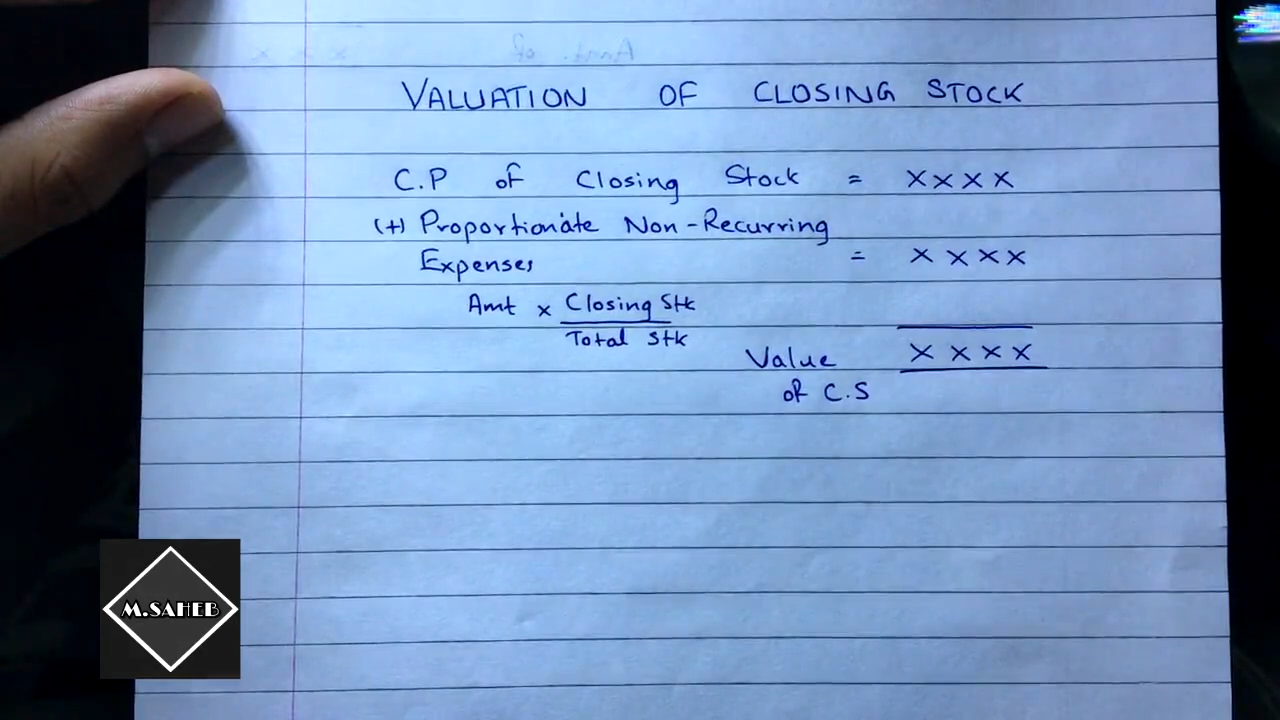 VALUATION OF CLOSING STOCK
C.P of Closing Stock = XXXX
(+) Proportionate Non-Recurring
Expenses = XXXX
Amt x Closing Stk
Total Stk
Value XXXX
of C.S
M.SAHEB